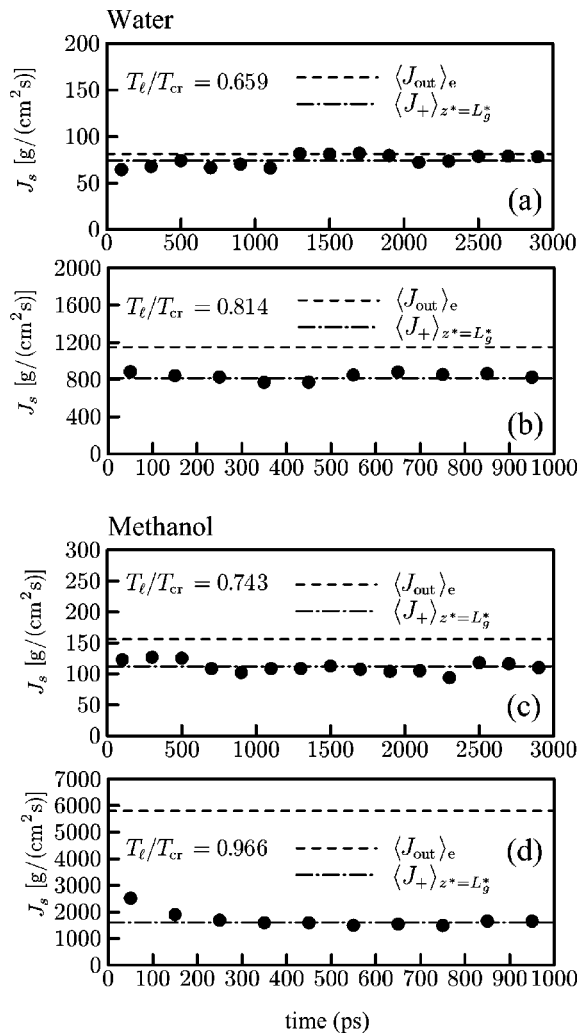 Water
200
150
100
50
0
J_s [g/(cm²s)]
T_ℓ/T_cr = 0.659
⟨J_out⟩_e
⟨J_+⟩_{z*=L_g*}
(a)
0 500 1000 1500 2000 2500 3000
2000
1600
1200
800
400
0
J_s [g/(cm²s)]
T_ℓ/T_cr = 0.814
⟨J_out⟩_e
⟨J_+⟩_{z*=L_g*}
(b)
0 100 200 300 400 500 600 700 800 900 1000
Methanol
300
250
200
150
100
50
0
J_s [g/(cm²s)]
T_ℓ/T_cr = 0.743
⟨J_out⟩_e
⟨J_+⟩_{z*=L_g*}
(c)
0 500 1000 1500 2000 2500 3000
7000
6000
5000
4000
3000
2000
1000
0
J_s [g/(cm²s)]
T_ℓ/T_cr = 0.966
⟨J_out⟩_e
⟨J_+⟩_{z*=L_g*}
(d)
0 100 200 300 400 500 600 700 800 900 1000
time (ps)